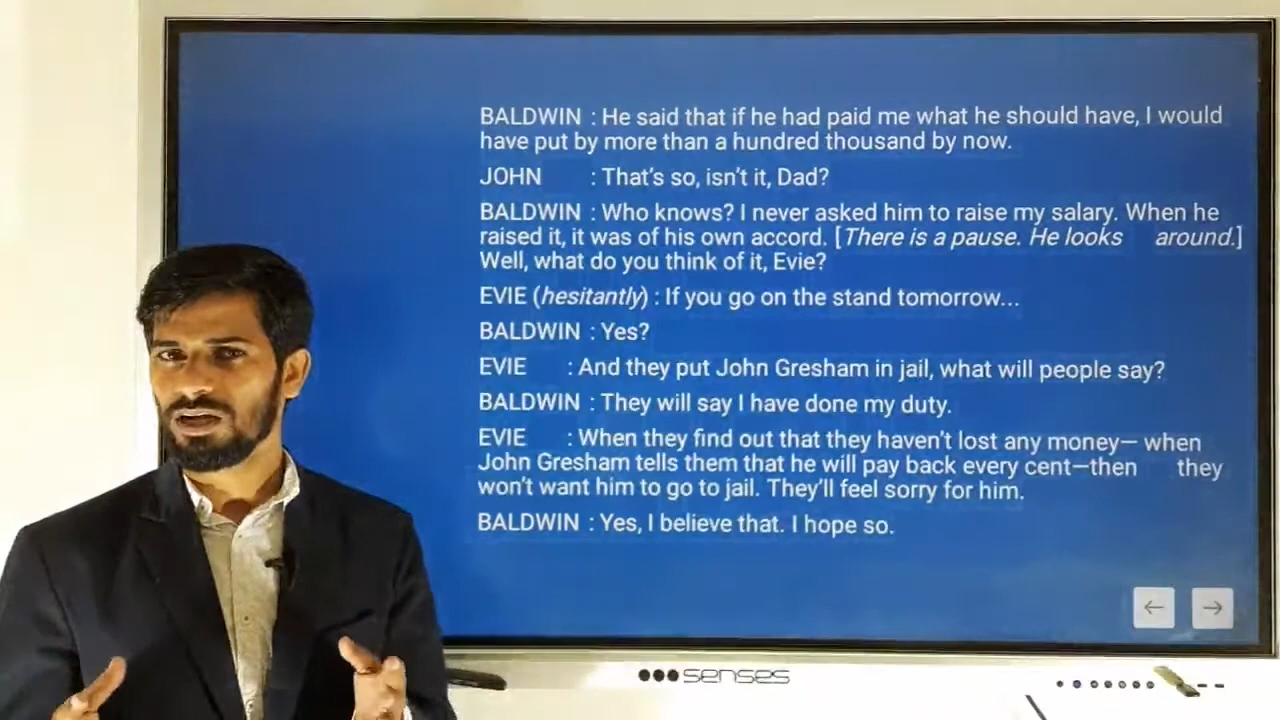 BALDWIN : He said that if he had paid me what he should have, I would
have put by more than a hundred thousand by now.
JOHN : That's so, isn't it, Dad?
BALDWIN : Who knows? I never asked him to raise my salary. When he
raised it, it was of his own accord. [There is a pause. He looks around.]
Well, what do you think of it, Evie?
EVIE (hesitantly) : If you go on the stand tomorrow...
BALDWIN : Yes?
EVIE : And they put John Gresham in jail, what will people say?
BALDWIN : They will say I have done my duty.
EVIE : When they find out that they haven't lost any money— when
John Gresham tells them that he will pay back every cent—then they
won't want him to go to jail. They'll feel sorry for him.
BALDWIN : Yes, I believe that. I hope so.
senses